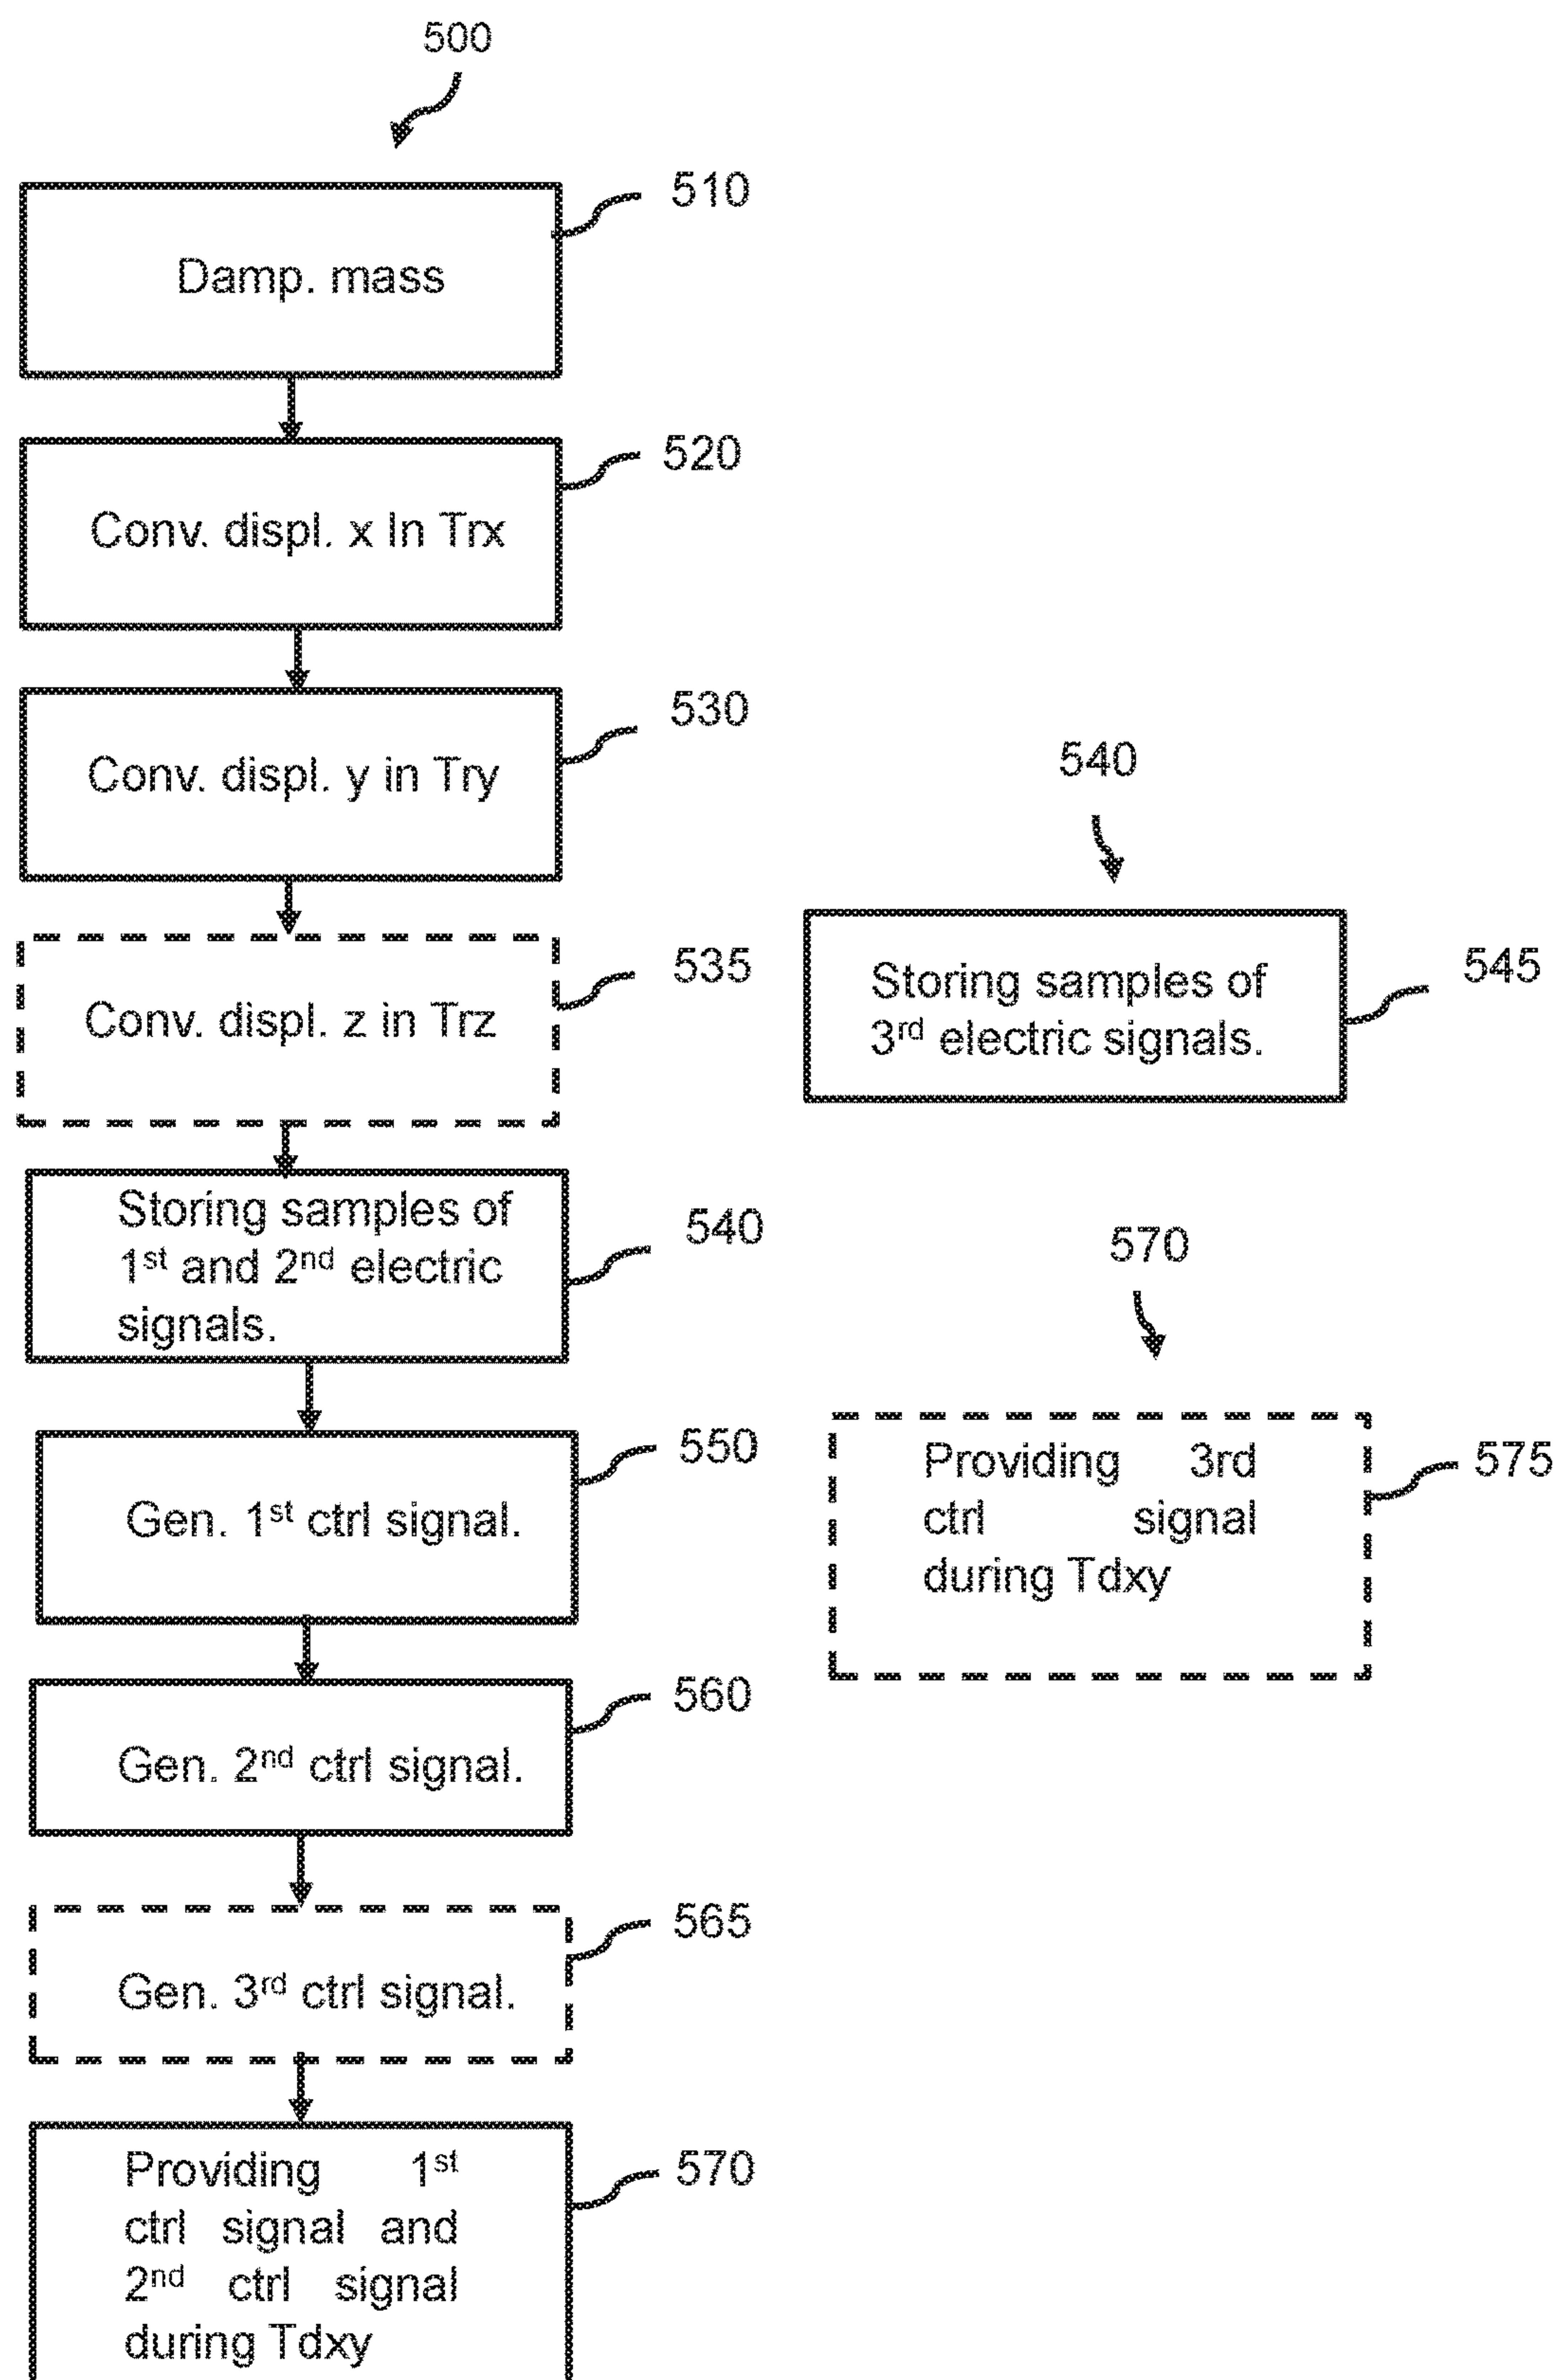 500
510
Damp. mass
520
Conv. displ. x In Trx
530
Conv. displ. y in Try
535
Conv. displ. z in Trz
540
Storing samples of
1st and 2nd electric
signals.
550
Gen. 1st ctrl signal.
560
Gen. 2nd ctrl signal.
565
Gen. 3rd ctrl signal.
570
Providing 1st
ctrl signal and
2nd ctrl signal
during Tdxy
540
545
Storing samples of
3rd electric signals.
570
575
Providing 3rd
ctrl signal
during Tdxy